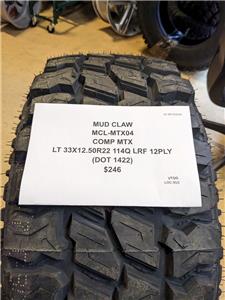 MUD CLAW
MCL-MTX04
COMP MTX
LT 33X12.50R22 114Q LRF 12PLY
(DOT 1422)
$246